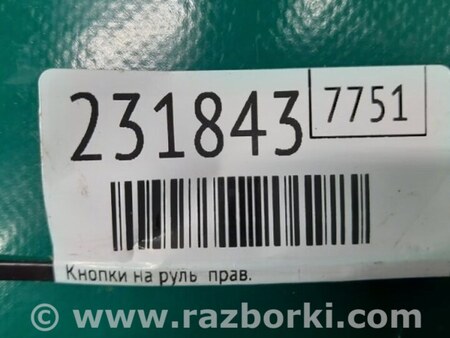 231843 7751
Кнопки на руль прав.
© www.razborki.com